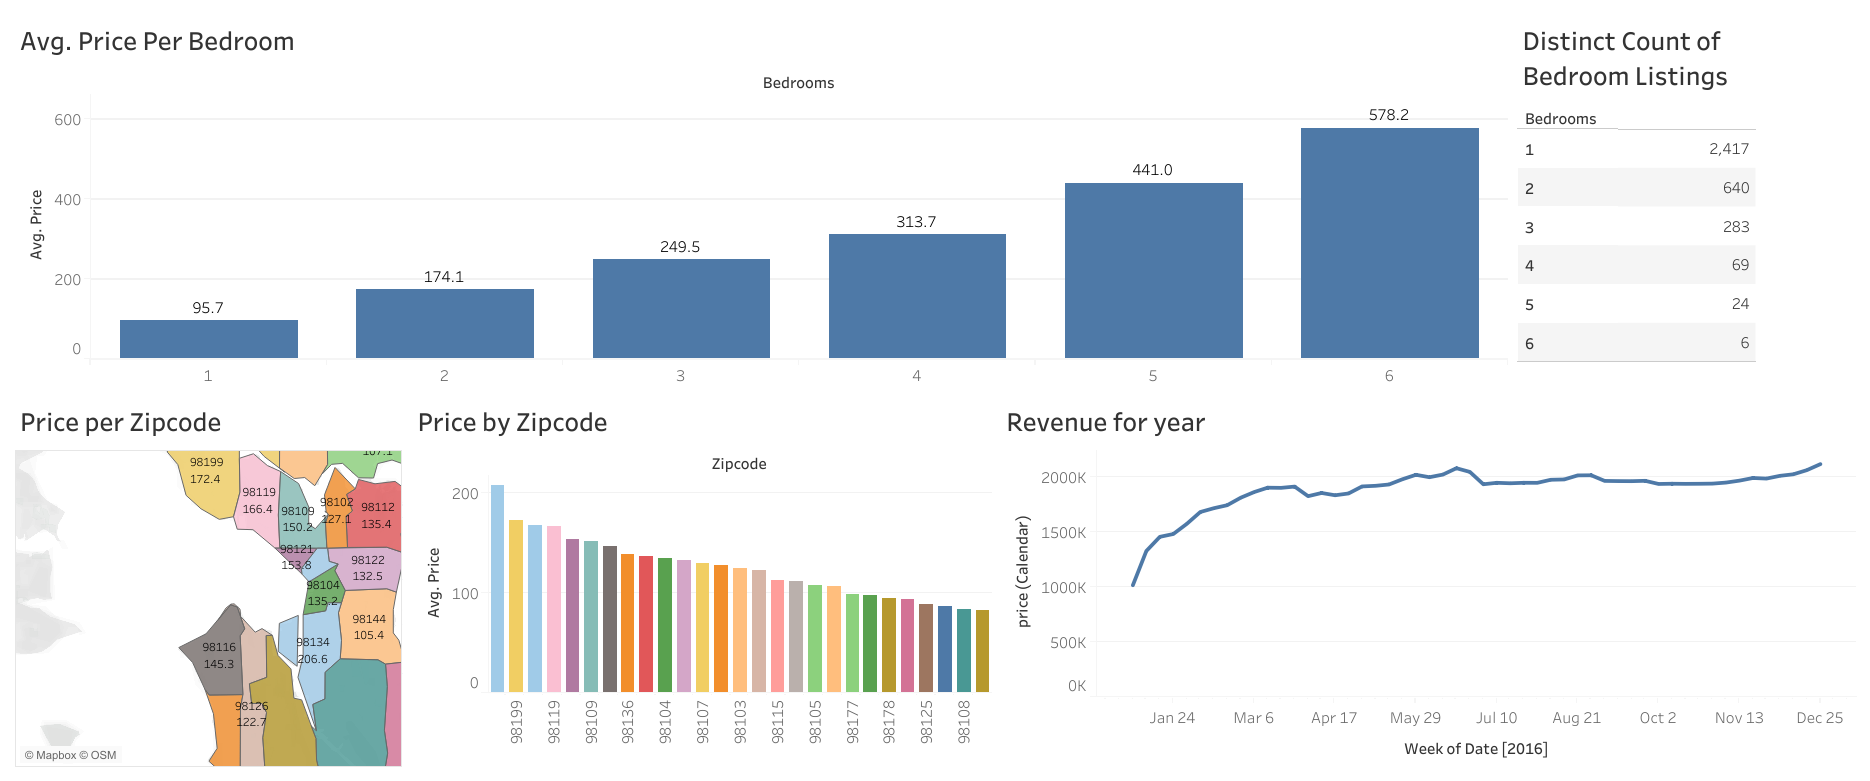 Avg. Price Per Bedroom
Bedrooms
Avg. Price
600
400
200
0
95.7
174.1
249.5
313.7
441.0
578.2
1
2
3
4
5
6
Distinct Count of
Bedroom Listings
Bedrooms
1 2,417
2 640
3 283
4 69
5 24
6 6
Price per Zipcode
107.1
98199
172.4
98119
166.4
98109
150.2
98102
127.1
98112
135.4
98121
153.8
98122
132.5
98104
135.2
98144
105.4
98134
206.6
98116
145.3
98126
122.7
© Mapbox © OSM
Price by Zipcode
Zipcode
Avg. Price
200
100
0
98199
98119
98109
98136
98104
98107
98103
98115
98105
98177
98178
98125
98108
Revenue for year
price (Calendar)
2000K
1500K
1000K
500K
0K
Jan 24
Mar 6
Apr 17
May 29
Jul 10
Aug 21
Oct 2
Nov 13
Dec 25
Week of Date [2016]